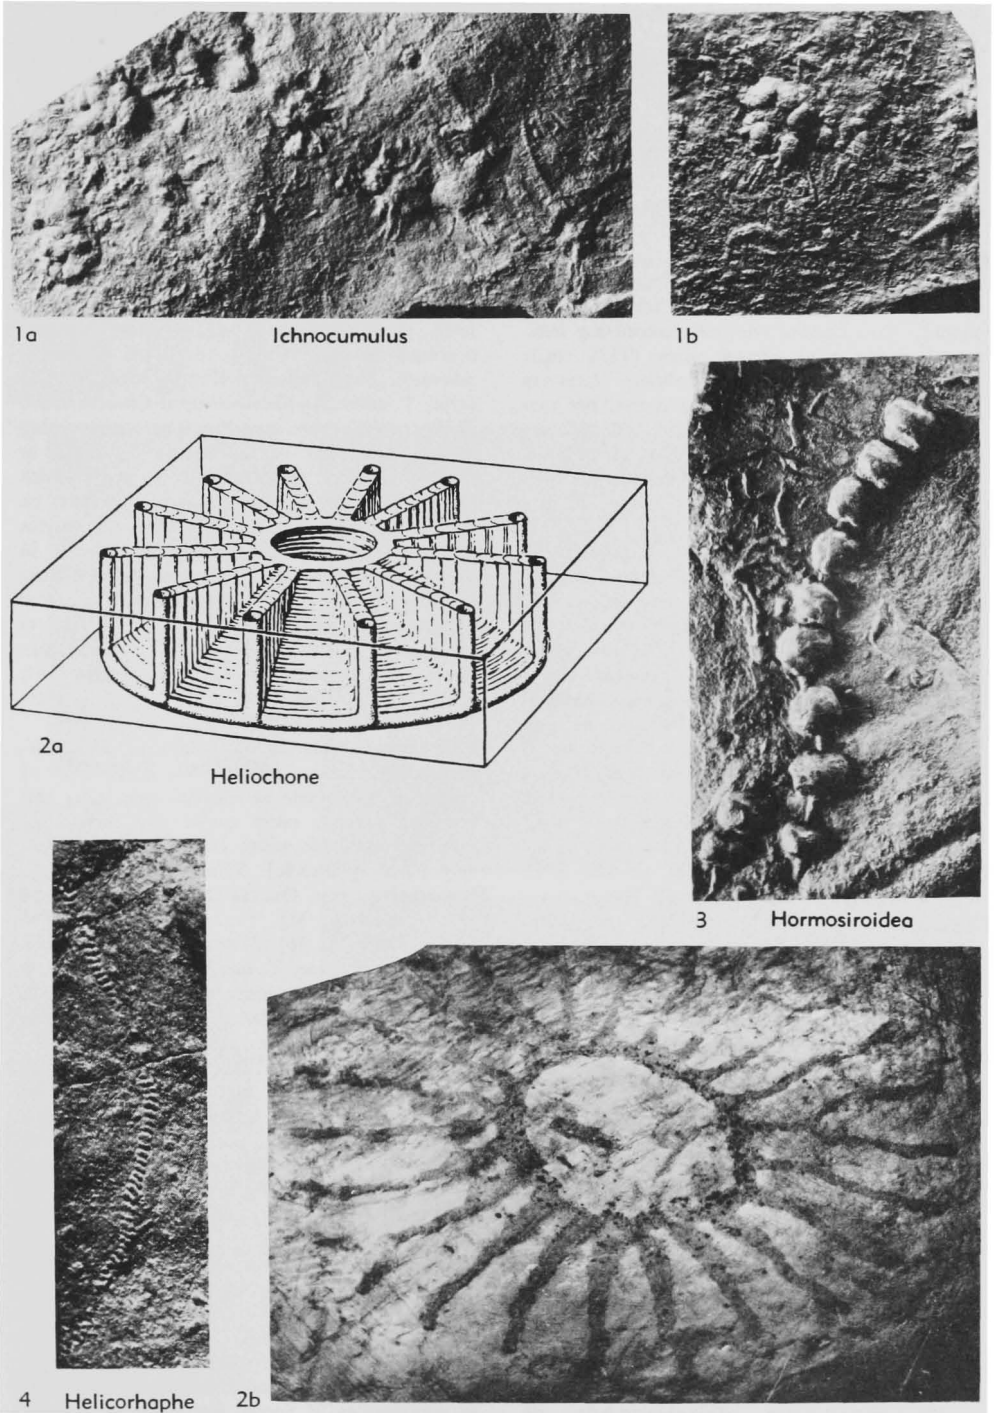 1a
Ichnocumulus
1b
2a
Heliochone
3
Hormosiroidea
4
Helicorhaphe
2b